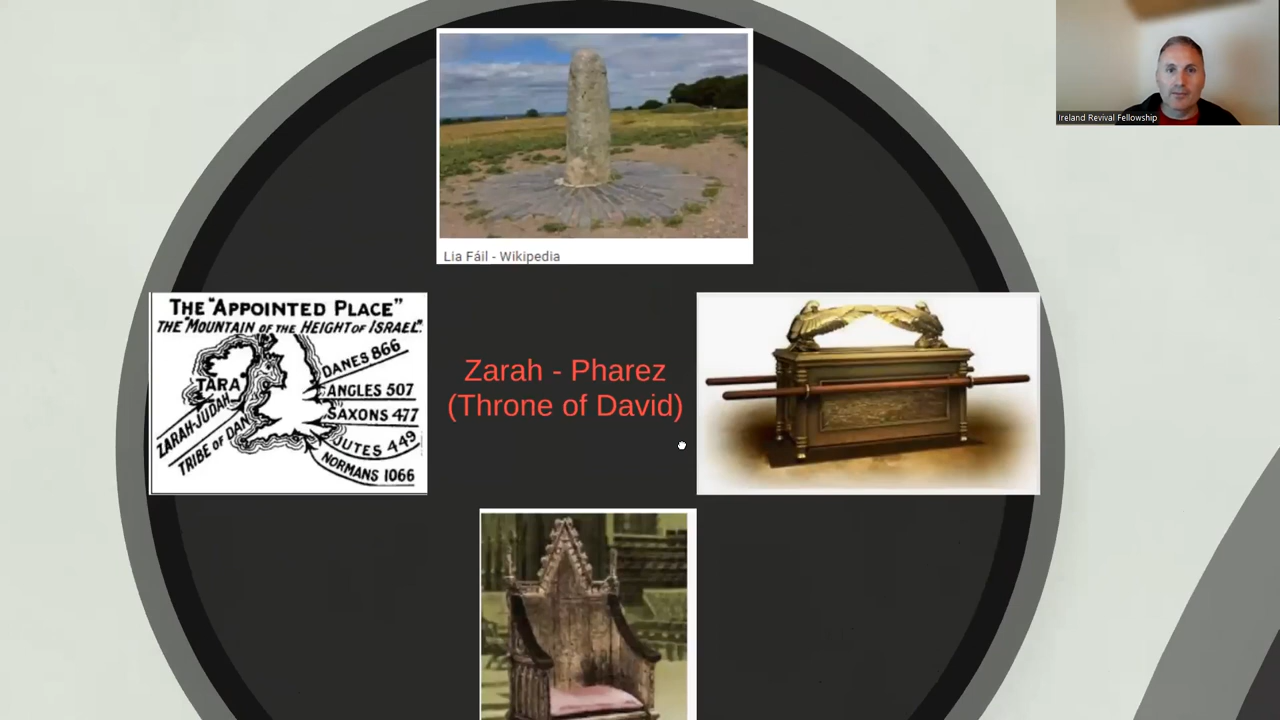 Ireland Revival Fellowship
Lia Fáil - Wikipedia
THE "APPOINTED PLACE"
THE "MOUNTAIN OF THE HEIGHT OF ISRAEL".
DANES 866
TARA
ANGLES 507
SAXONS 477
ZARAH-JUDAH
TRIBE OF DAN
JUTES 449
NORMANS 1066
Zarah - Pharez
(Throne of David)